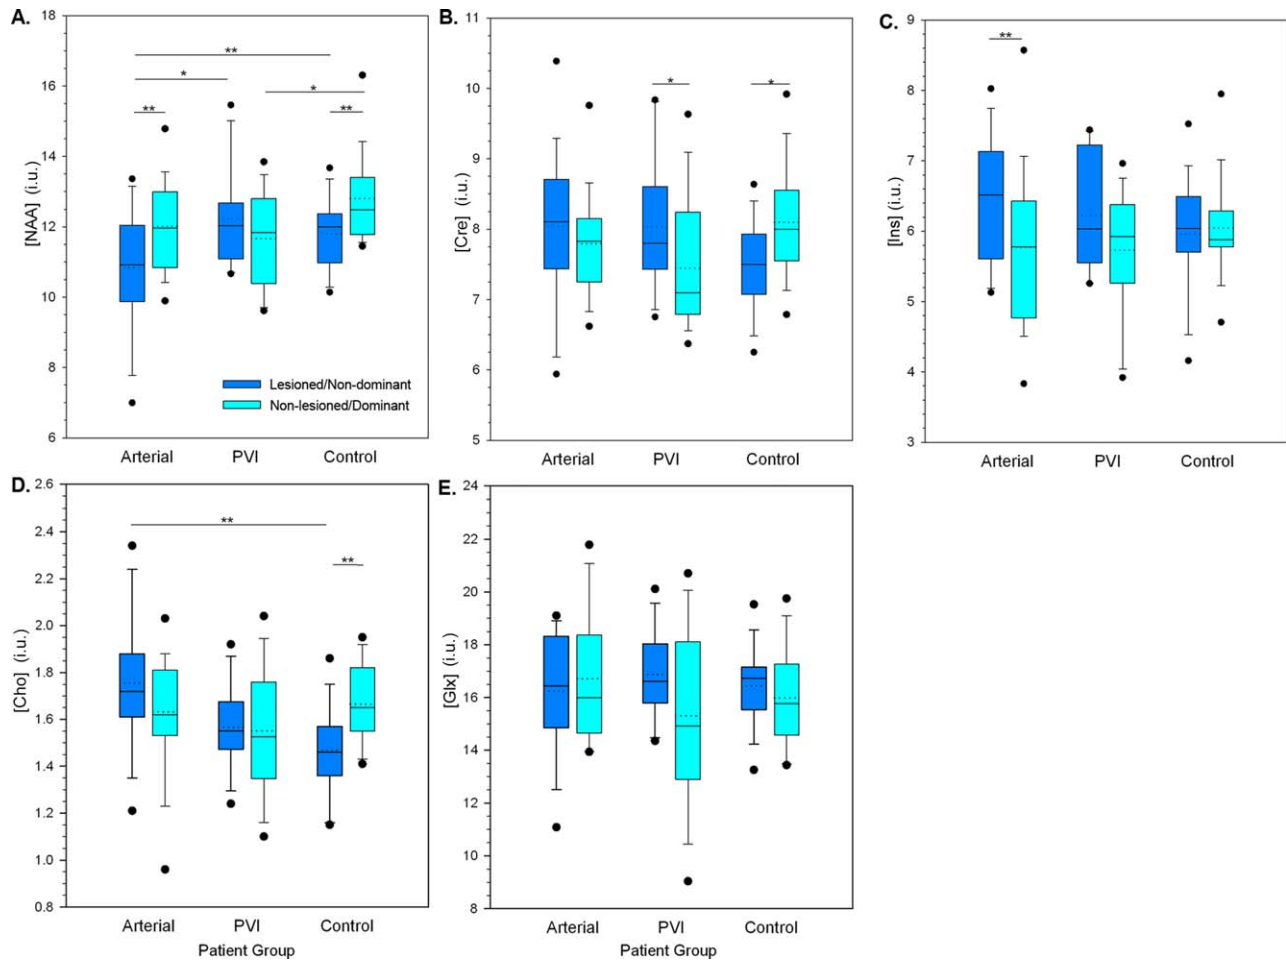 A.
18
16
14
12
10
8
6
[NAA] (i.u.)
**
*
*
**
**
Lesioned/Non-dominant
Non-lesioned/Dominant
Arterial PVI Control
B.
11
10
9
8
7
6
5
[Cre] (i.u.)
*
*
Arterial PVI Control
C.
9
8
7
6
5
4
3
[Ins] (i.u.)
**
Arterial PVI Control
D.
2.6
2.4
2.2
2.0
1.8
1.6
1.4
1.2
1.0
0.8
[Cho] (i.u.)
**
**
Arterial PVI Control
Patient Group
E.
24
22
20
18
16
14
12
10
8
[Glx] (i.u.)
Arterial PVI Control
Patient Group